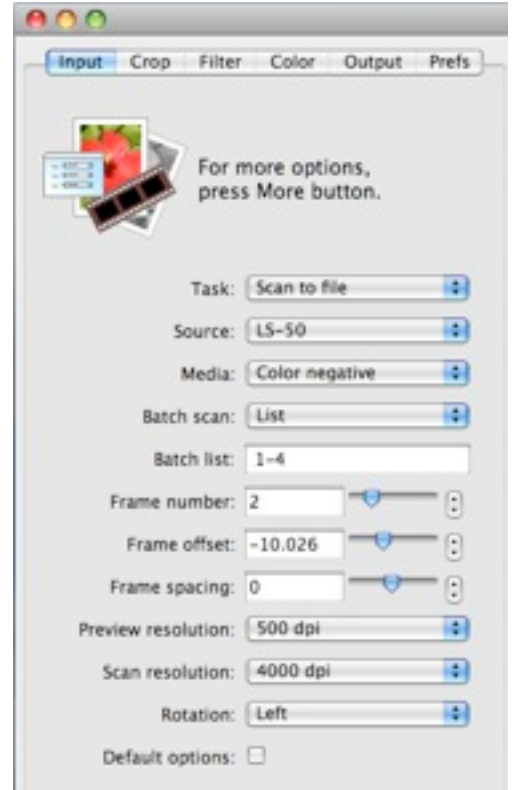 Input Crop Filter Color Output Prefs
For more options,
press More button.
Task: Scan to file
Source: LS-50
Media: Color negative
Batch scan: List
Batch list: 1-4
Frame number: 2
Frame offset: -10.026
Frame spacing: 0
Preview resolution: 500 dpi
Scan resolution: 4000 dpi
Rotation: Left
Default options: